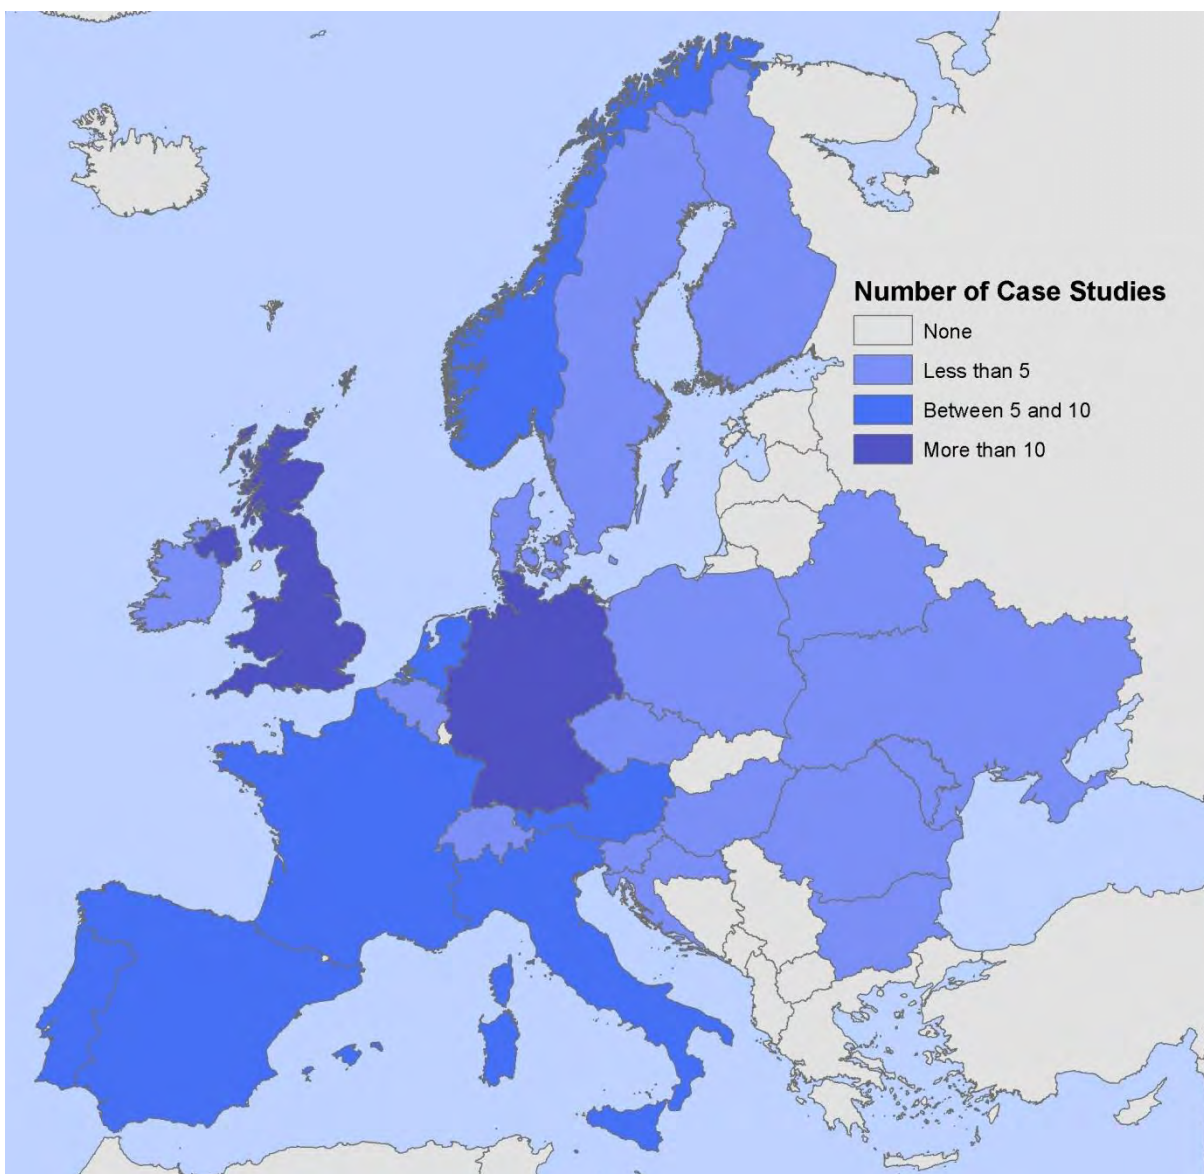 Number of Case Studies
None
Less than 5
Between 5 and 10
More than 10